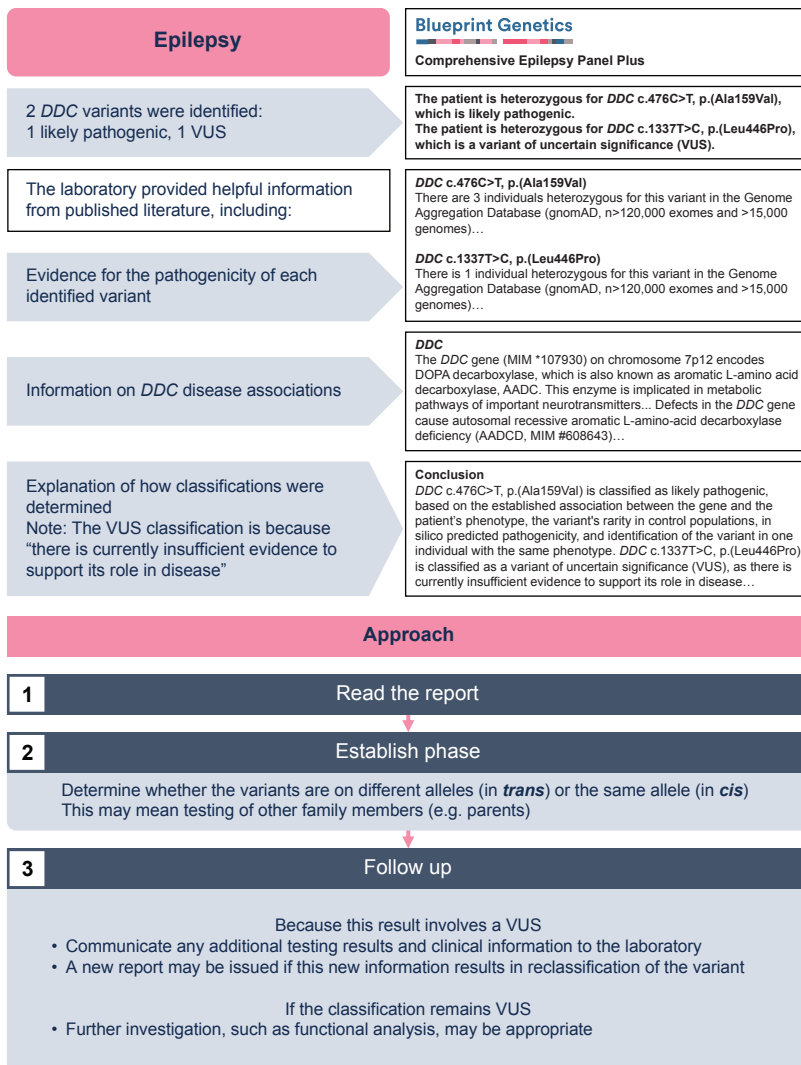 Epilepsy
Blueprint Genetics
Comprehensive Epilepsy Panel Plus
2 DDC variants were identified:
1 likely pathogenic, 1 VUS
The patient is heterozygous for DDC c.476C>T, p.(Ala159Val),
which is likely pathogenic.
The patient is heterozygous for DDC c.1337T>C, p.(Leu446Pro),
which is a variant of uncertain significance (VUS).
The laboratory provided helpful information
from published literature, including:
DDC c.476C>T, p.(Ala159Val)
There are 3 individuals heterozygous for this variant in the Genome
Aggregation Database (gnomAD, n>120,000 exomes and >15,000
genomes)…
Evidence for the pathogenicity of each
identified variant
DDC c.1337T>C, p.(Leu446Pro)
There is 1 individual heterozygous for this variant in the Genome
Aggregation Database (gnomAD, n>120,000 exomes and >15,000
genomes)…
Information on DDC disease associations
DDC
The DDC gene (MIM *107930) on chromosome 7p12 encodes
DOPA decarboxylase, which is also known as aromatic L-amino acid
decarboxylase, AADC. This enzyme is implicated in metabolic
pathways of important neurotransmitters... Defects in the DDC gene
cause autosomal recessive aromatic L-amino-acid decarboxylase
deficiency (AADCD, MIM #608643)…
Explanation of how classifications were
determined
Note: The VUS classification is because
“there is currently insufficient evidence to
support its role in disease”
Conclusion
DDC c.476C>T, p.(Ala159Val) is classified as likely pathogenic,
based on the established association between the gene and the
patient’s phenotype, the variant's rarity in control populations, in
silico predicted pathogenicity, and identification of the variant in one
individual with the same phenotype. DDC c.1337T>C, p.(Leu446Pro)
is classified as a variant of uncertain significance (VUS), as there is
currently insufficient evidence to support its role in disease…
Approach
1
Read the report
2
Establish phase
Determine whether the variants are on different alleles (in trans) or the same allele (in cis)
This may mean testing of other family members (e.g. parents)
3
Follow up
Because this result involves a VUS
• Communicate any additional testing results and clinical information to the laboratory
• A new report may be issued if this new information results in reclassification of the variant
If the classification remains VUS
• Further investigation, such as functional analysis, may be appropriate